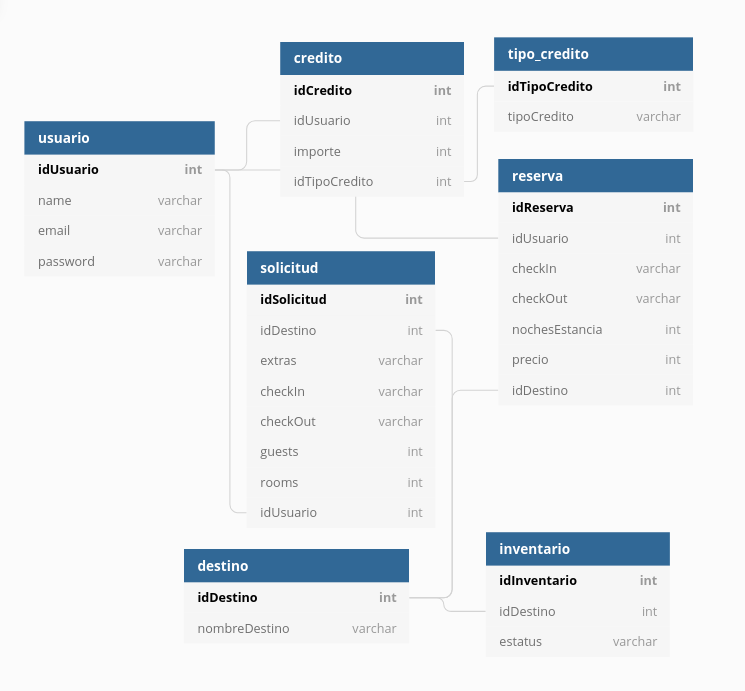 usuario
idUsuario int
name varchar
email varchar
password varchar
credito
idCredito int
idUsuario int
importe int
idTipoCredito int
tipo_credito
idTipoCredito int
tipoCredito varchar
reserva
idReserva int
idUsuario int
checkIn varchar
checkOut varchar
nochesEstancia int
precio int
idDestino int
solicitud
idSolicitud int
idDestino int
extras varchar
checkIn varchar
checkOut varchar
guests int
rooms int
idUsuario int
destino
idDestino int
nombreDestino varchar
inventario
idInventario int
idDestino int
estatus varchar